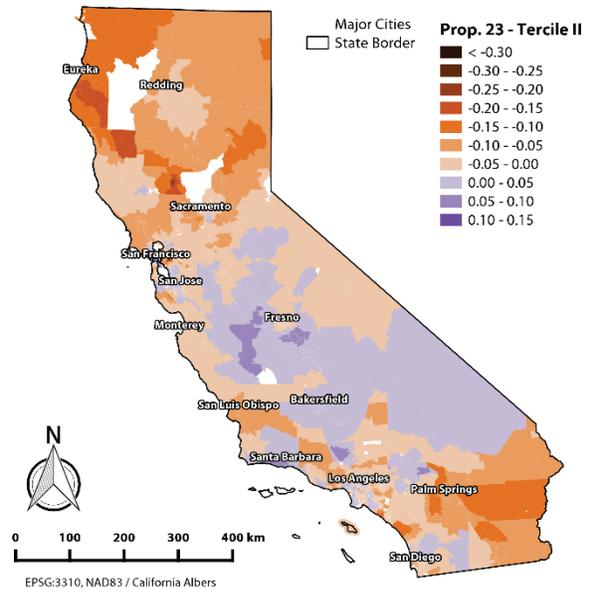 Major Cities
State Border
Prop. 23 - Tercile II
< -0.30
-0.30 - -0.25
-0.25 - -0.20
-0.20 - -0.15
-0.15 - -0.10
-0.10 - -0.05
-0.05 - 0.00
0.00 - 0.05
0.05 - 0.10
0.10 - 0.15
Eureka
Redding
Sacramento
San Francisco
San Jose
Fresno
Monterey
San Luis Obispo
Bakersfield
Santa Barbara
Los Angeles
Palm Springs
San Diego
N
0 100 200 300 400 km
EPSG:3310, NAD83 / California Albers